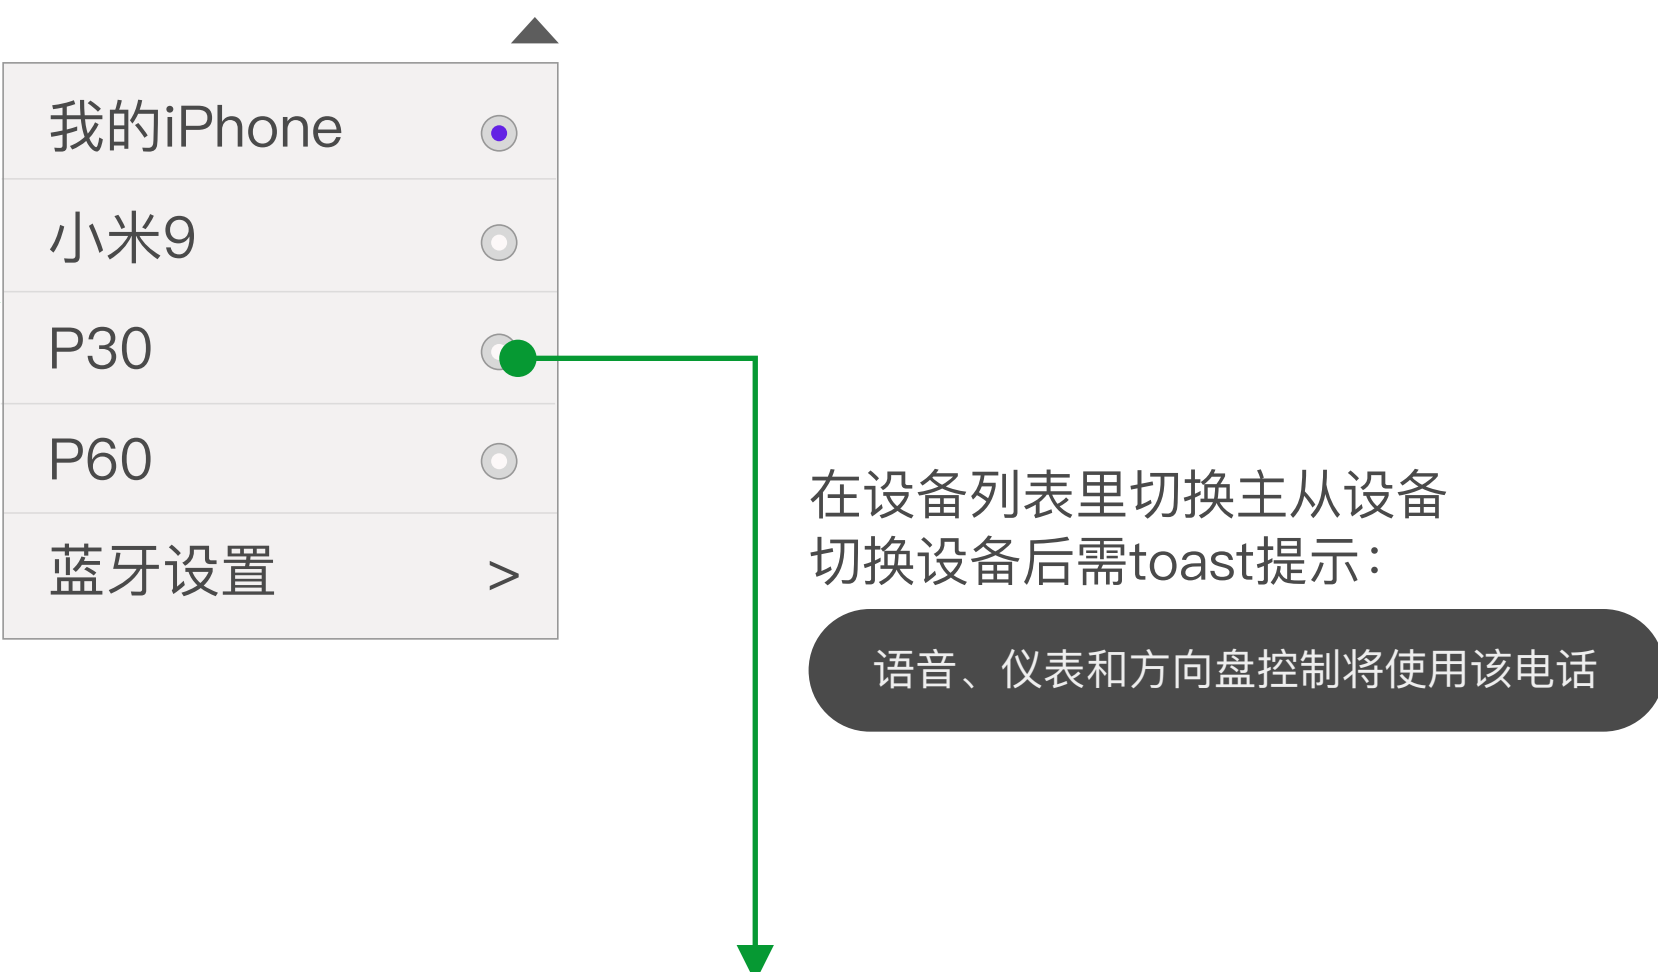 我的iPhone
小米9
P30
P60
蓝牙设置 >
在设备列表里切换主从设备
切换设备后需toast提示：
语音、仪表和方向盘控制将使用该电话